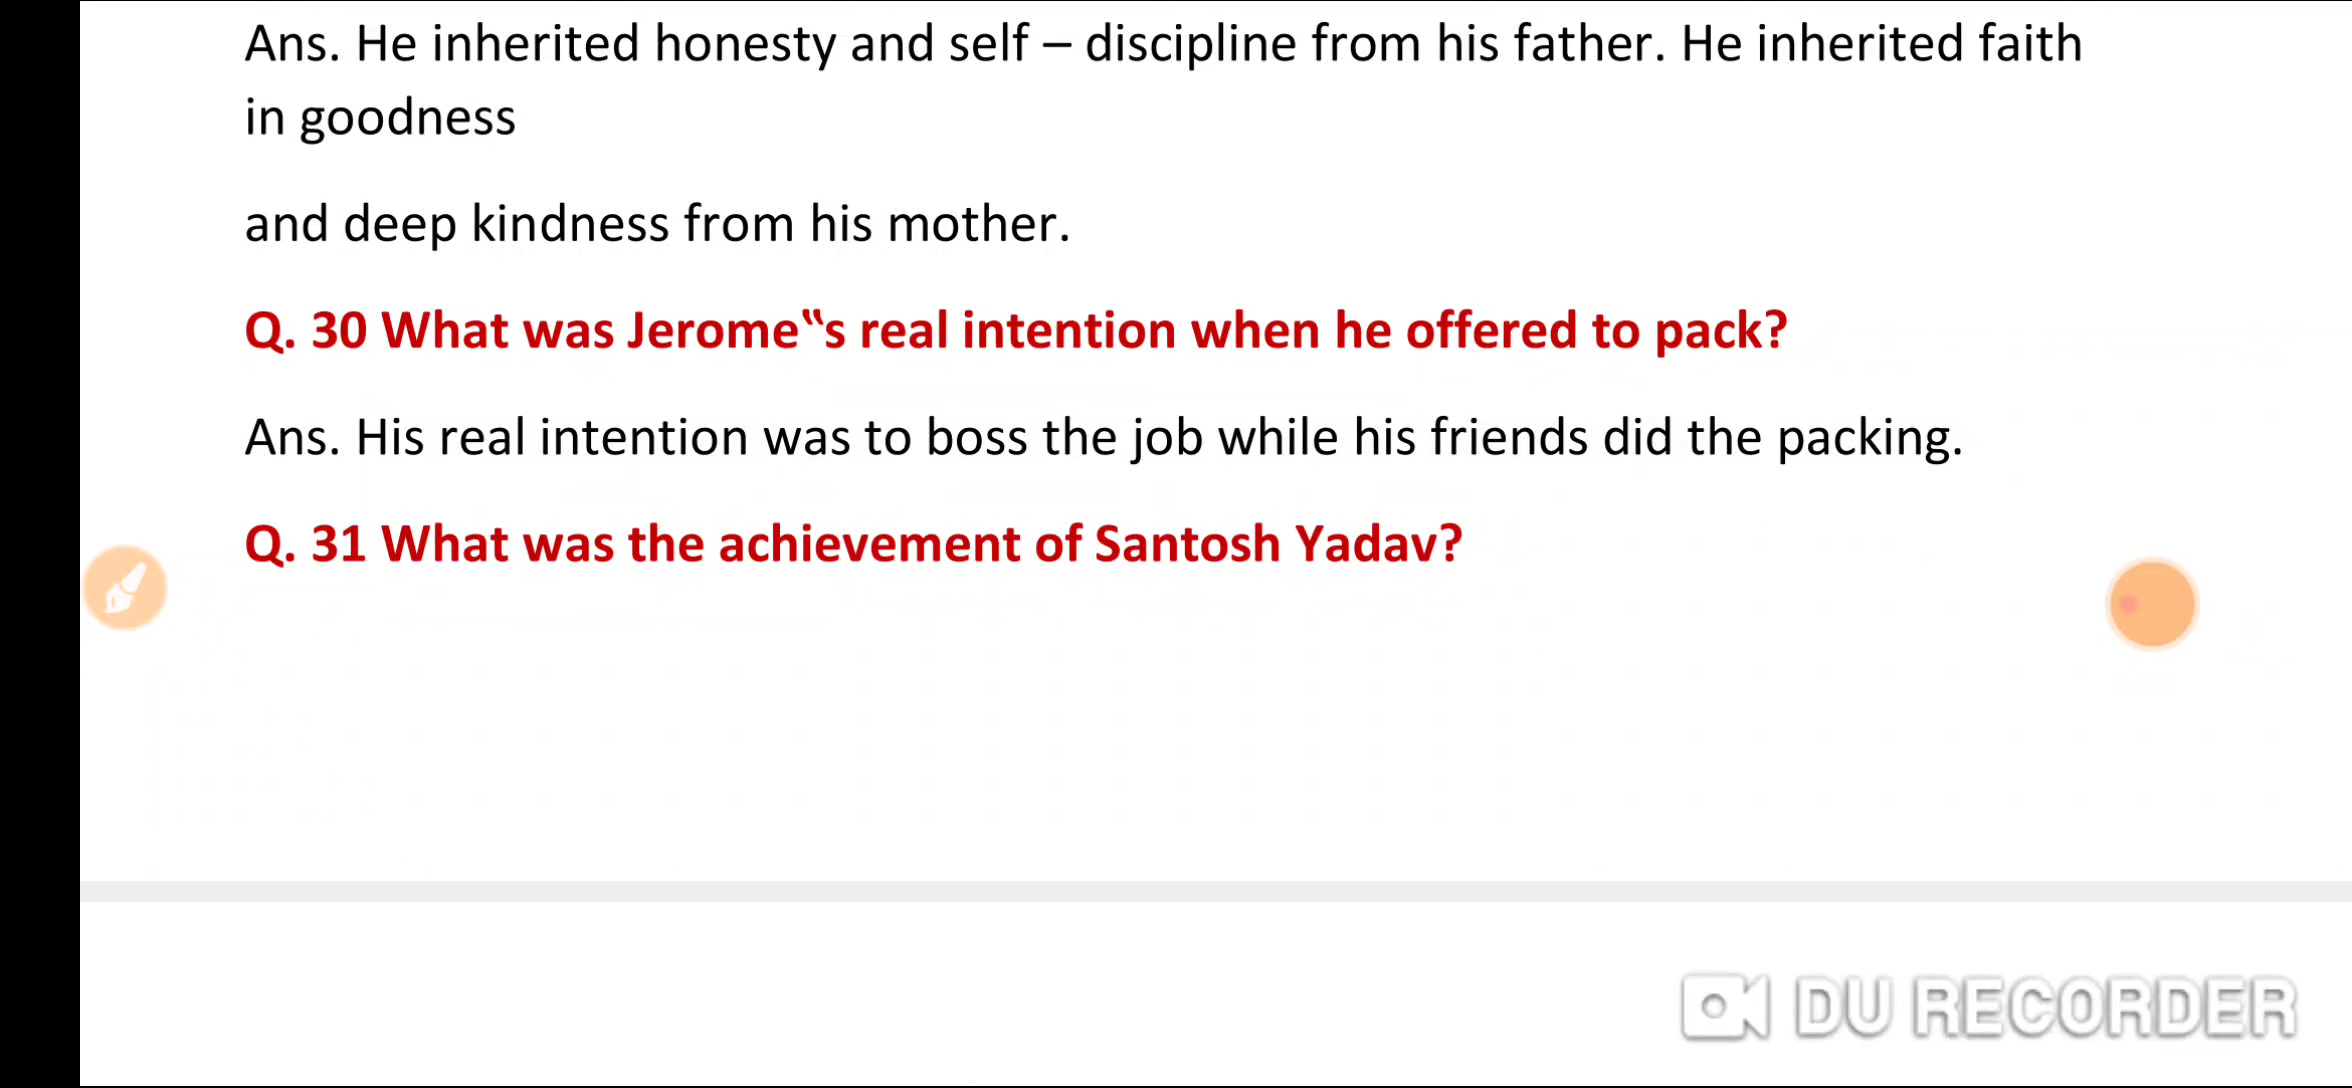 Ans. He inherited honesty and self – discipline from his father. He inherited faith
in goodness
and deep kindness from his mother.
Q. 30 What was Jerome‟s real intention when he offered to pack?
Ans. His real intention was to boss the job while his friends did the packing.
Q. 31 What was the achievement of Santosh Yadav?
DU RECORDER